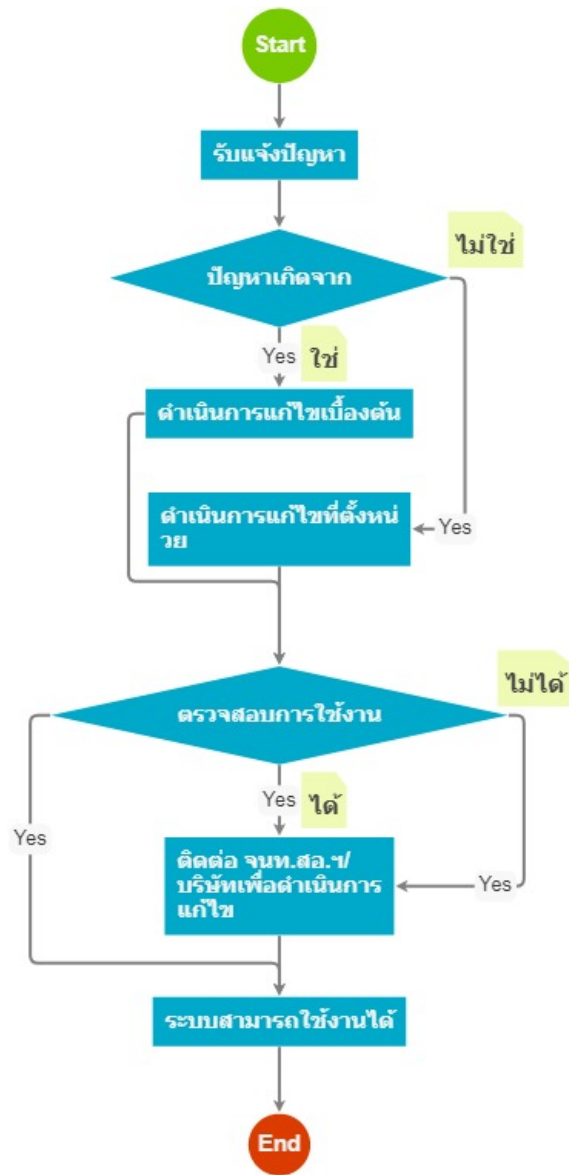 Start
รับแจ้งปัญหา
ไม่ใช่
ปัญหาเกิดจาก
Yes
ใช่
ดำเนินการแก้ไขเบื้องต้น
ดำเนินการแก้ไขที่ตั้งหน่
วย
Yes
ไม่ได้
ตรวจสอบการใช้งาน
Yes
ได้
Yes
ติดต่อ จนท.สอ.ฯ/
บริษัทเพื่อดำเนินการ
แก้ไข
Yes
ระบบสามารถใช้งานได้
End